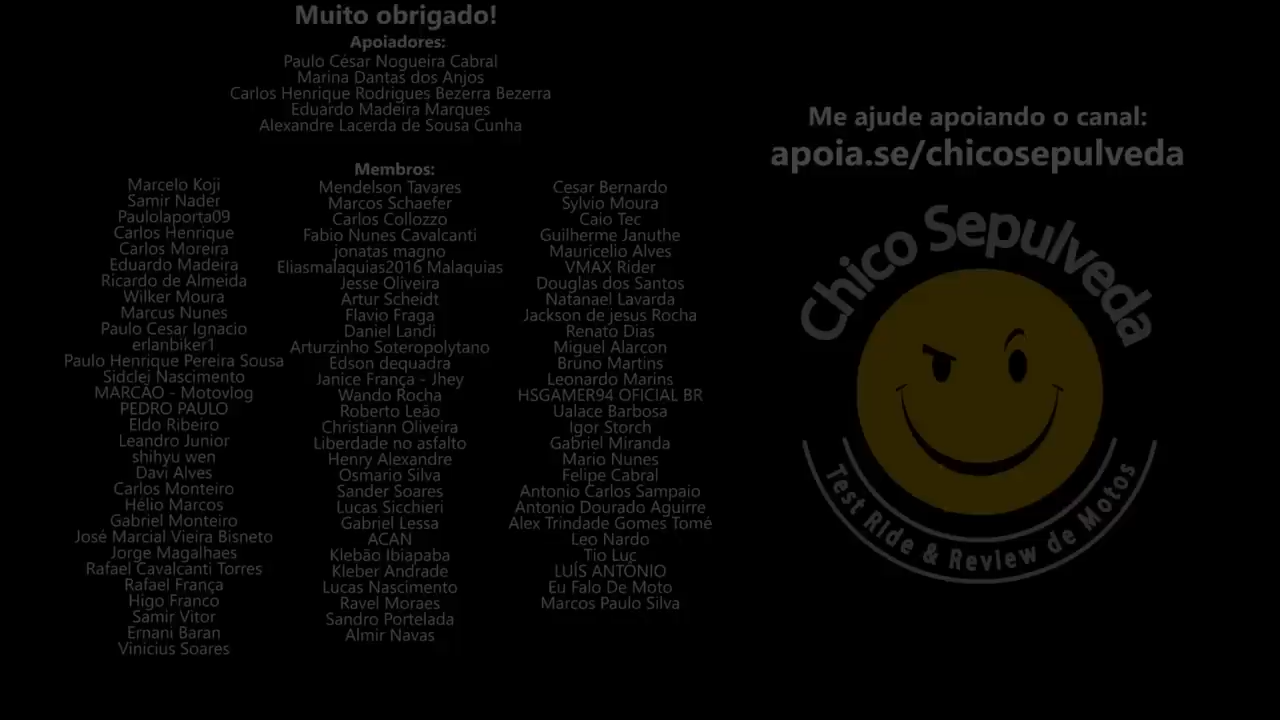 Muito obrigado!
Apoiadores:
Paulo César Nogueira Cabral
Marina Dantas dos Anjos
Carlos Henrique Rodrigues Bezerra Bezerra
Eduardo Madeira Marques
Alexandre Lacerda de Sousa Cunha
Membros:
Marcelo Koji
Samir Nader
Paulolaporta09
Carlos Henrique
Carlos Moreira
Eduardo Madeira
Ricardo de Almeida
Wilker Moura
Marcus Nunes
Paulo Cesar Ignacio
erlanbiker1
Paulo Henrique Pereira Sousa
Sidclei Nascimento
MARCÃO - Motovlog
PEDRO PAULO
Eldo Ribeiro
Leandro Junior
shihyu wen
Davi Alves
Carlos Monteiro
Hélio Marcos
Gabriel Monteiro
José Marcial Vieira Bisneto
Jorge Magalhaes
Rafael Cavalcanti Torres
Rafael França
Higo Franco
Samir Vitor
Ernani Baran
Vinicius Soares
Mendelson Tavares
Marcos Schaefer
Carlos Collozzo
Fabio Nunes Cavalcanti
jonatas magno
Eliasmalaquias2016 Malaquias
Jesse Oliveira
Artur Scheidt
Flavio Fraga
Daniel Landi
Arturzinho Soteropolytano
Edson dequadra
Janice França - Jhey
Wando Rocha
Roberto Leão
Christiann Oliveira
Liberdade no asfalto
Henry Alexandre
Osmario Silva
Sander Soares
Lucas Sicchieri
Gabriel Lessa
ACAN
Klebão Ibiapaba
Kleber Andrade
Lucas Nascimento
Ravel Moraes
Sandro Portelada
Almir Navas
Cesar Bernardo
Sylvio Moura
Caio Tec
Guilherme Januthe
Mauricelio Alves
VMAX Rider
Douglas dos Santos
Natanael Lavarda
Jackson de jesus Rocha
Renato Dias
Miguel Alarcon
Bruno Martins
Leonardo Marins
HSGAMER94 OFICIAL BR
Ualace Barbosa
Igor Storch
Gabriel Miranda
Mario Nunes
Felipe Cabral
Antonio Carlos Sampaio
Antonio Dourado Aguirre
Alex Trindade Gomes Tomé
Leo Nardo
Tio Luc
LUÍS ANTÔNIO
Eu Falo De Moto
Marcos Paulo Silva
Me ajude apoiando o canal:
apoia.se/chicosepulveda
Chico Sepulveda
Test Ride & Review de Motos